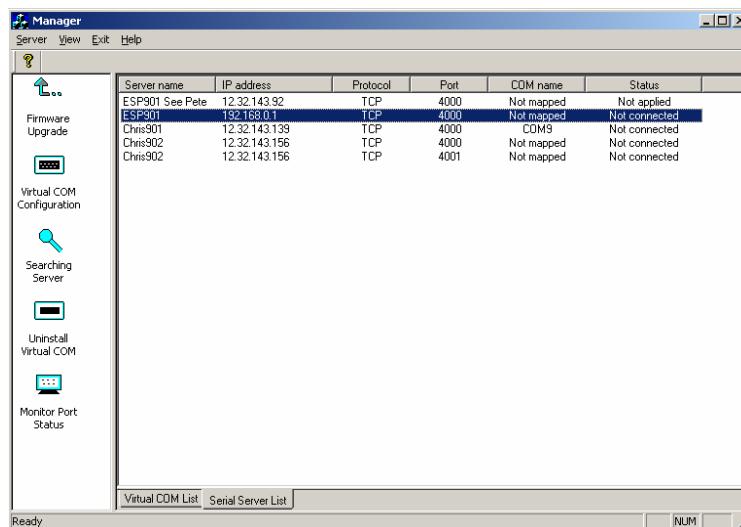 Manager
Server View Exit Help
Firmware
Upgrade
Virtual COM
Configuration
Searching
Server
Uninstall
Virtual COM
Monitor Port
Status
Server name IP address Protocol Port COM name Status
ESP901 See Pete 12.32.143.92 TCP 4000 Not mapped Not applied
ESP901 192.168.0.1 TCP 4000 Not mapped Not connected
Chris901 12.32.143.139 TCP 4000 COM9 Not connected
Chris902 12.32.143.156 TCP 4000 Not mapped Not connected
Chris902 12.32.143.156 TCP 4001 Not mapped Not connected
Virtual COM List Serial Server List
Ready NUM